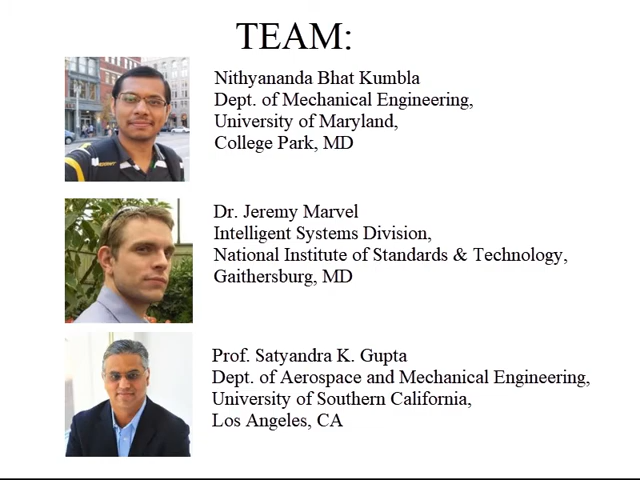 TEAM:
Nithyananda Bhat Kumbla
Dept. of Mechanical Engineering,
University of Maryland,
College Park, MD
Dr. Jeremy Marvel
Intelligent Systems Division,
National Institute of Standards & Technology,
Gaithersburg, MD
Prof. Satyandra K. Gupta
Dept. of Aerospace and Mechanical Engineering,
University of Southern California,
Los Angeles, CA